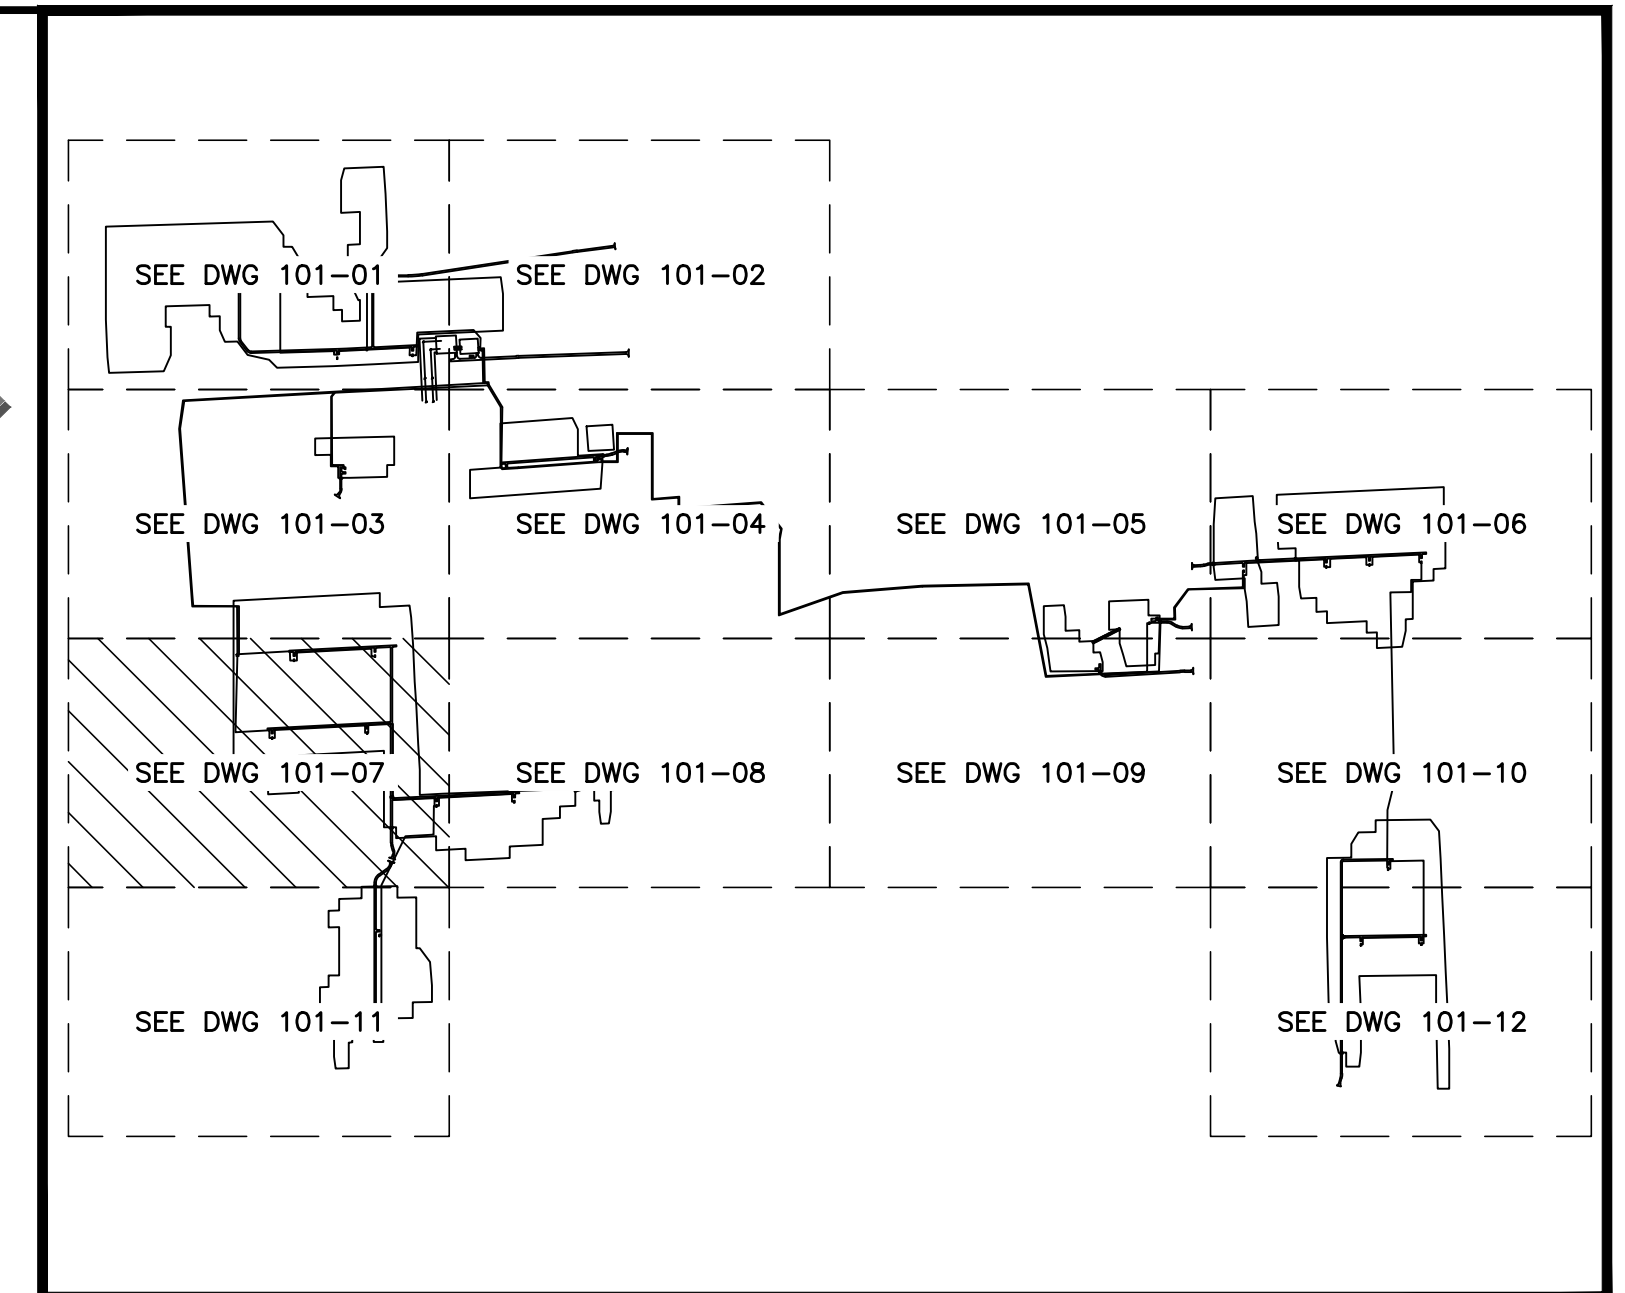 SEE DWG 101-01
SEE DWG 101-02
SEE DWG 101-03
SEE DWG 101-04
SEE DWG 101-05
SEE DWG 101-06
SEE DWG 101-07
SEE DWG 101-08
SEE DWG 101-09
SEE DWG 101-10
SEE DWG 101-11
SEE DWG 101-12